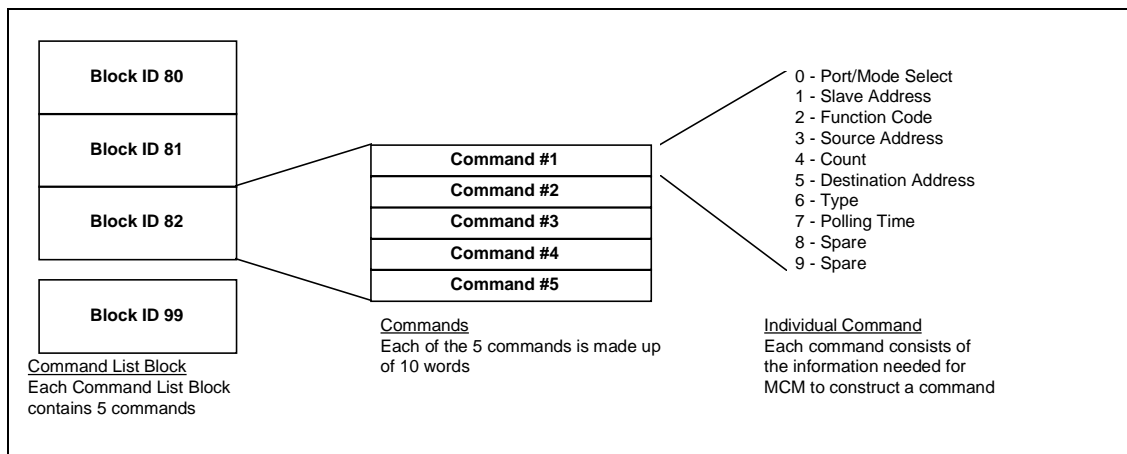 Block ID 80
Block ID 81
Block ID 82
Block ID 99
Command List Block
Each Command List Block
contains 5 commands
Command #1
Command #2
Command #3
Command #4
Command #5
Commands
Each of the 5 commands is made up
of 10 words
0 - Port/Mode Select
1 - Slave Address
2 - Function Code
3 - Source Address
4 - Count
5 - Destination Address
6 - Type
7 - Polling Time
8 - Spare
9 - Spare
Individual Command
Each command consists of
the information needed for
MCM to construct a command